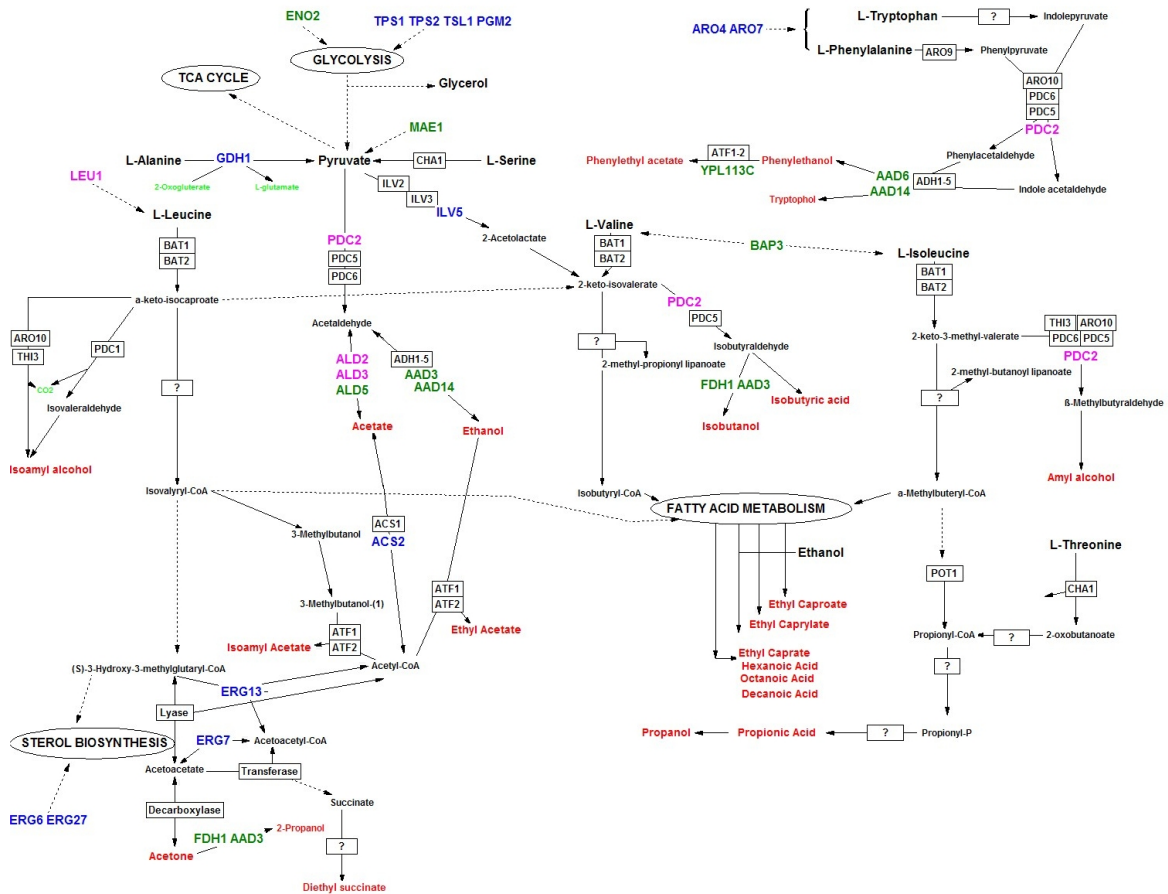 ENO2
TPS1 TPS2 TSL1 PGM2
GLYCOLYSIS
TCA CYCLE
Glycerol
MAE1
L-Alanine
GDH1
Pyruvate
CHA1
L-Serine
2-Oxogluterate
L-glutamate
LEU1
L-Leucine
ILV2
ILV3
ILV5
2-Acetolactate
BAT1
BAT2
PDC2
PDC5
PDC6
a-keto-isocaproate
Acetaldehyde
ARO10
THI3
PDC1
CO2
Isovaleraldehyde
Isoamyl alcohol
?
ALD2
ALD3
ALD5
ADH1-5
AAD3
AAD14
Acetate
Ethanol
L-Tryptophan
?
Indolepyruvate
ARO4 ARO7
{
L-Phenylalanine
ARO9
Phenylpyruvate
ARO10
PDC6
PDC5
PDC2
Phenylacetaldehyde
Phenylethyl acetate
ATF1-2
YPL113C
Phenylethanol
AAD6
AAD14
ADH1-5
Indole acetaldehyde
Tryptophol
L-Valine
BAP3
L-Isoleucine
BAT1
BAT2
BAT1
BAT2
2-keto-isovalerate
PDC2
PDC5
?
2-methyl-propionyl lipanoate
Isobutyraldehyde
FDH1 AAD3
Isobutyric acid
Isobutanol
2-keto-3-methyl-valerate
THI3
ARO10
PDC6
PDC5
PDC2
2-methyl-butanoyl lipoate
?
ß-Methylbutyraldehyde
Amyl alcohol
Isovalyryl-CoA
Isobutyryl-CoA
a-Methylbuteryl-CoA
FATTY ACID METABOLISM
3-Methylbutanol
ACS1
ACS2
Ethanol
L-Threonine
POT1
CHA1
3-Methylbutanol-(1)
ATF1
ATF2
Ethyl Caproate
Ethyl Acetate
Ethyl Caprylate
Isoamyl Acetate
ATF1
ATF2
Propionyl-CoA
?
2-oxobutanoate
Ethyl Caprate
Hexanoic Acid
Octanoic Acid
Decanoic Acid
(S)-3-Hydroxy-3-methylglutaryl-CoA
Acetyl-CoA
?
ERG13
Lyase
Propanol
Propionic Acid
?
Propionyl-P
STEROL BIOSYNTHESIS
ERG7
Acetoacetyl-CoA
Acetoacetate
Transferase
Decarboxylase
Succinate
ERG6 ERG27
FDH1 AAD3
2-Propanol
Acetone
?
Diethyl succinate